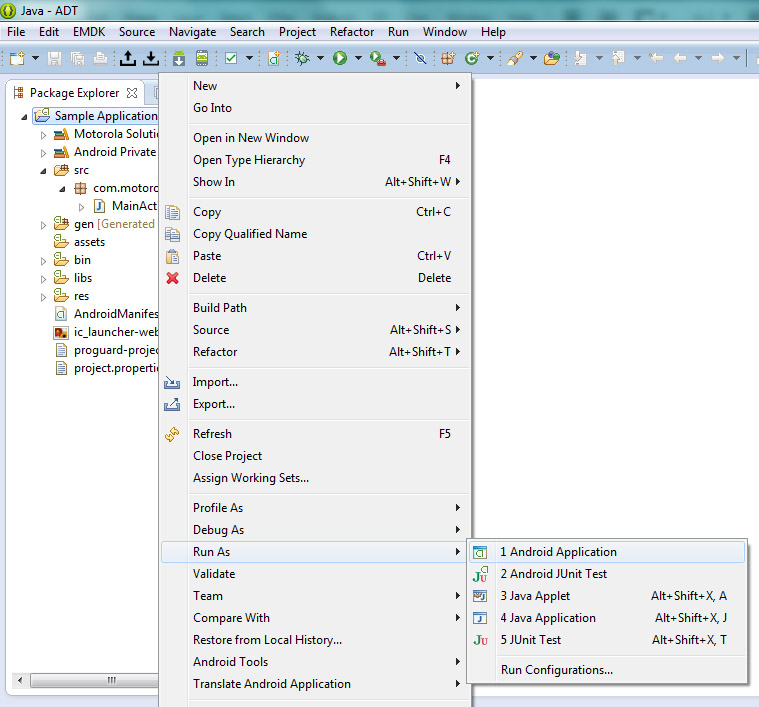 Java - ADT
File Edit EMDK Source Navigate Search Project Refactor Run Window Help
Package Explorer
Sample Application
Motorola Soluti
Android Private
src
com.motoro
MainAct
gen [Generated
assets
bin
libs
res
AndroidManifes
ic_launcher-web
proguard-projec
project.properti
New
Go Into
Open in New Window
Open Type Hierarchy F4
Show In Alt+Shift+W
Copy Ctrl+C
Copy Qualified Name
Paste Ctrl+V
Delete Delete
Build Path
Source Alt+Shift+S
Refactor Alt+Shift+T
Import...
Export...
Refresh F5
Close Project
Assign Working Sets...
Profile As
Debug As
Run As
Validate
Team
Compare With
Restore from Local History...
Android Tools
Translate Android Application
1 Android Application
2 Android JUnit Test
3 Java Applet Alt+Shift+X, A
4 Java Application Alt+Shift+X, J
5 JUnit Test Alt+Shift+X, T
Run Configurations...